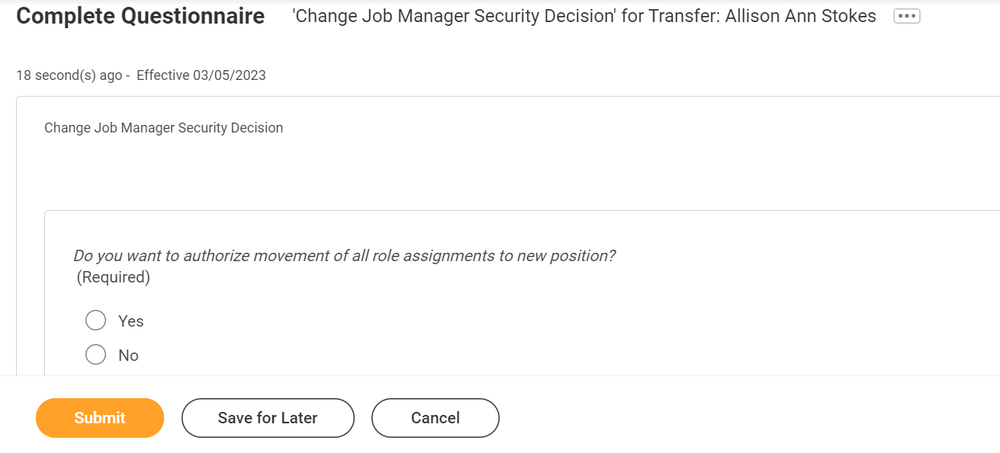 Complete Questionnaire 'Change Job Manager Security Decision' for Transfer: Allison Ann Stokes
18 second(s) ago - Effective 03/05/2023
Change Job Manager Security Decision
Do you want to authorize movement of all role assignments to new position?
(Required)
Yes
No
Submit Save for Later Cancel